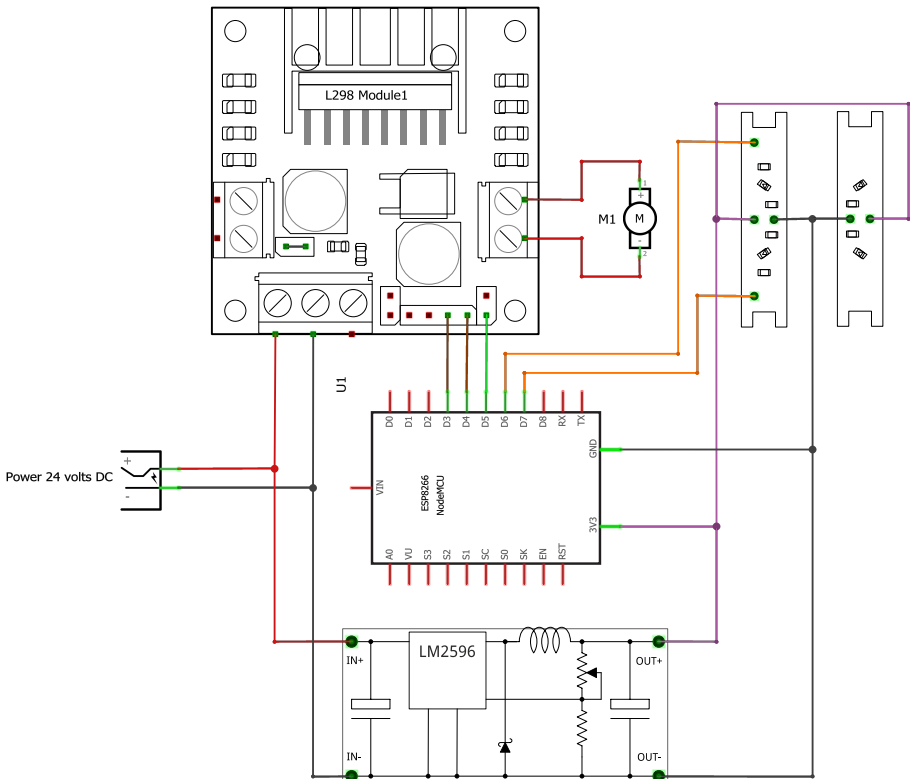 L298 Module1
M1
1
+
M
-
2
U1
D0
D1
D2
D3
D4
D5
D6
D7
D8
RX
TX
GND
+
Power 24 volts DC
-
VIN
ESP8266
NodeMCU
3V3
A0
VU
S3
S2
S1
SC
S0
SK
EN
RST
LM2596
IN+
OUT+
IN-
OUT-